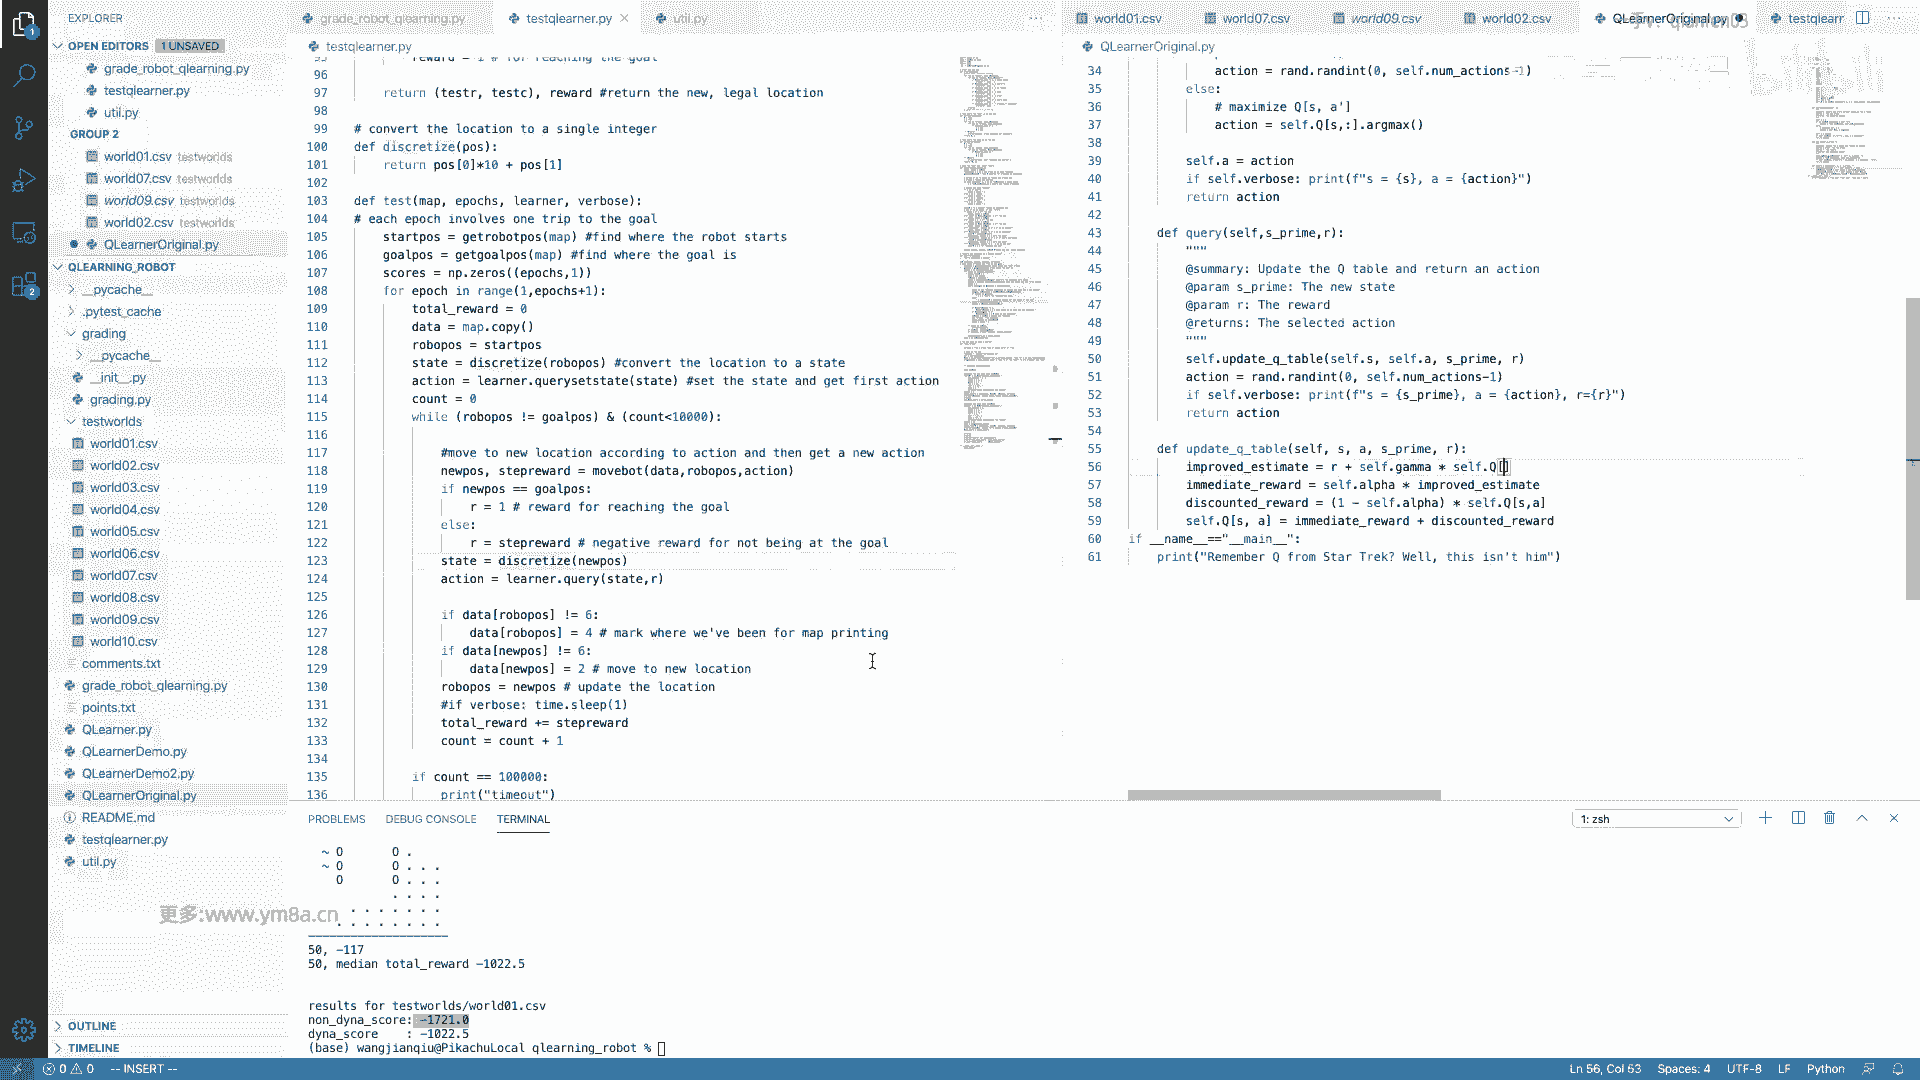 EXPLORER
OPEN EDITORS 1 UNSAVED
grade_robot_qlearning.py
testqlearner.py
util.py
GROUP 2
world01.csv testworlds
world07.csv testworlds
world09.csv testworlds
world02.csv testworlds
QLearnerOriginal.py
QLEARNING_ROBOT
__pycache__
.pytest_cache
grading
__pycache__
__init__.py
grading.py
testworlds
world01.csv
world02.csv
world03.csv
world04.csv
world05.csv
world06.csv
world07.csv
world08.csv
world09.csv
world10.csv
comments.txt
grade_robot_qlearning.py
points.txt
QLearner.py
QLearnerDemo.py
QLearnerDemo2.py
QLearnerOriginal.py
README.md
testqlearner.py
util.py
更多:www.ym8a.cn
OUTLINE
TIMELINE
grade_robot_qlearning.py testqlearner.py util.py
testqlearner.py
95 reward = 1 # for reaching the goal
96
97 return (testr, testc), reward #return the new, legal location
98
99 # convert the location to a single integer
100 def discretize(pos):
101 return pos[0]*10 + pos[1]
102
103 def test(map, epochs, learner, verbose):
104 # each epoch involves one trip to the goal
105 startpos = getrobotpos(map) #find where the robot starts
106 goalpos = getgoalpos(map) #find where the goal is
107 scores = np.zeros((epochs,1))
108 for epoch in range(1,epochs+1):
109 total_reward = 0
110 data = map.copy()
111 robopos = startpos
112 state = discretize(robopos) #convert the location to a state
113 action = learner.querysetstate(state) #set the state and get first action
114 count = 0
115 while (robopos != goalpos) & (count<10000):
116
117 #move to new location according to action and then get a new action
118 newpos, stepreward = movebot(data,robopos,action)
119 if newpos == goalpos:
120 r = 1 # reward for reaching the goal
121 else:
122 r = stepreward # negative reward for not being at the goal
123 state = discretize(newpos)
124 action = learner.query(state,r)
125
126 if data[robopos] != 6:
127 data[robopos] = 4 # mark where we've been for map printing
128 if data[newpos] != 6:
129 data[newpos] = 2 # move to new location
130 robopos = newpos # update the location
131 #if verbose: time.sleep(1)
132 total_reward += stepreward
133 count = count + 1
134
135 if count == 100000:
136 print("timeout")
world01.csv world07.csv world09.csv world02.csv QLearnerOriginal.py testqlearr
QLearnerOriginal.py
34 action = rand.randint(0, self.num_actions-1)
35 else:
36 # maximize Q[s, a']
37 action = self.Q[s,:].argmax()
38
39 self.a = action
40 if self.verbose: print(f"s = {s}, a = {action}")
41 return action
42
43 def query(self,s_prime,r):
44 """
45 @summary: Update the Q table and return an action
46 @param s_prime: The new state
47 @param r: The reward
48 @returns: The selected action
49 """
50 self.update_q_table(self.s, self.a, s_prime, r)
51 action = rand.randint(0, self.num_actions-1)
52 if self.verbose: print(f"s = {s_prime}, a = {action}, r={r}")
53 return action
54
55 def update_q_table(self, s, a, s_prime, r):
56 improved_estimate = r + self.gamma * self.Q[]
57 immediate_reward = self.alpha * improved_estimate
58 discounted_reward = (1 - self.alpha) * self.Q[s,a]
59 self.Q[s, a] = immediate_reward + discounted_reward
60 if __name__=="__main__":
61 print("Remember Q from Star Trek? Well, this isn't him")
PROBLEMS DEBUG CONSOLE TERMINAL
1: zsh
~ O O .
~ O O . . .
O O . . .
. . . .
. . . . . . .
. . . . . . . .
--------------------
50, -117
50, median total_reward -1022.5
results for testworlds/world01.csv
non_dyna_score: -1721.0
dyna_score : -1022.5
(base) wangjianqiu@PikachuLocal qlearning_robot %
0 0 -- INSERT --
Ln 56, Col 53 Spaces: 4 UTF-8 LF Python